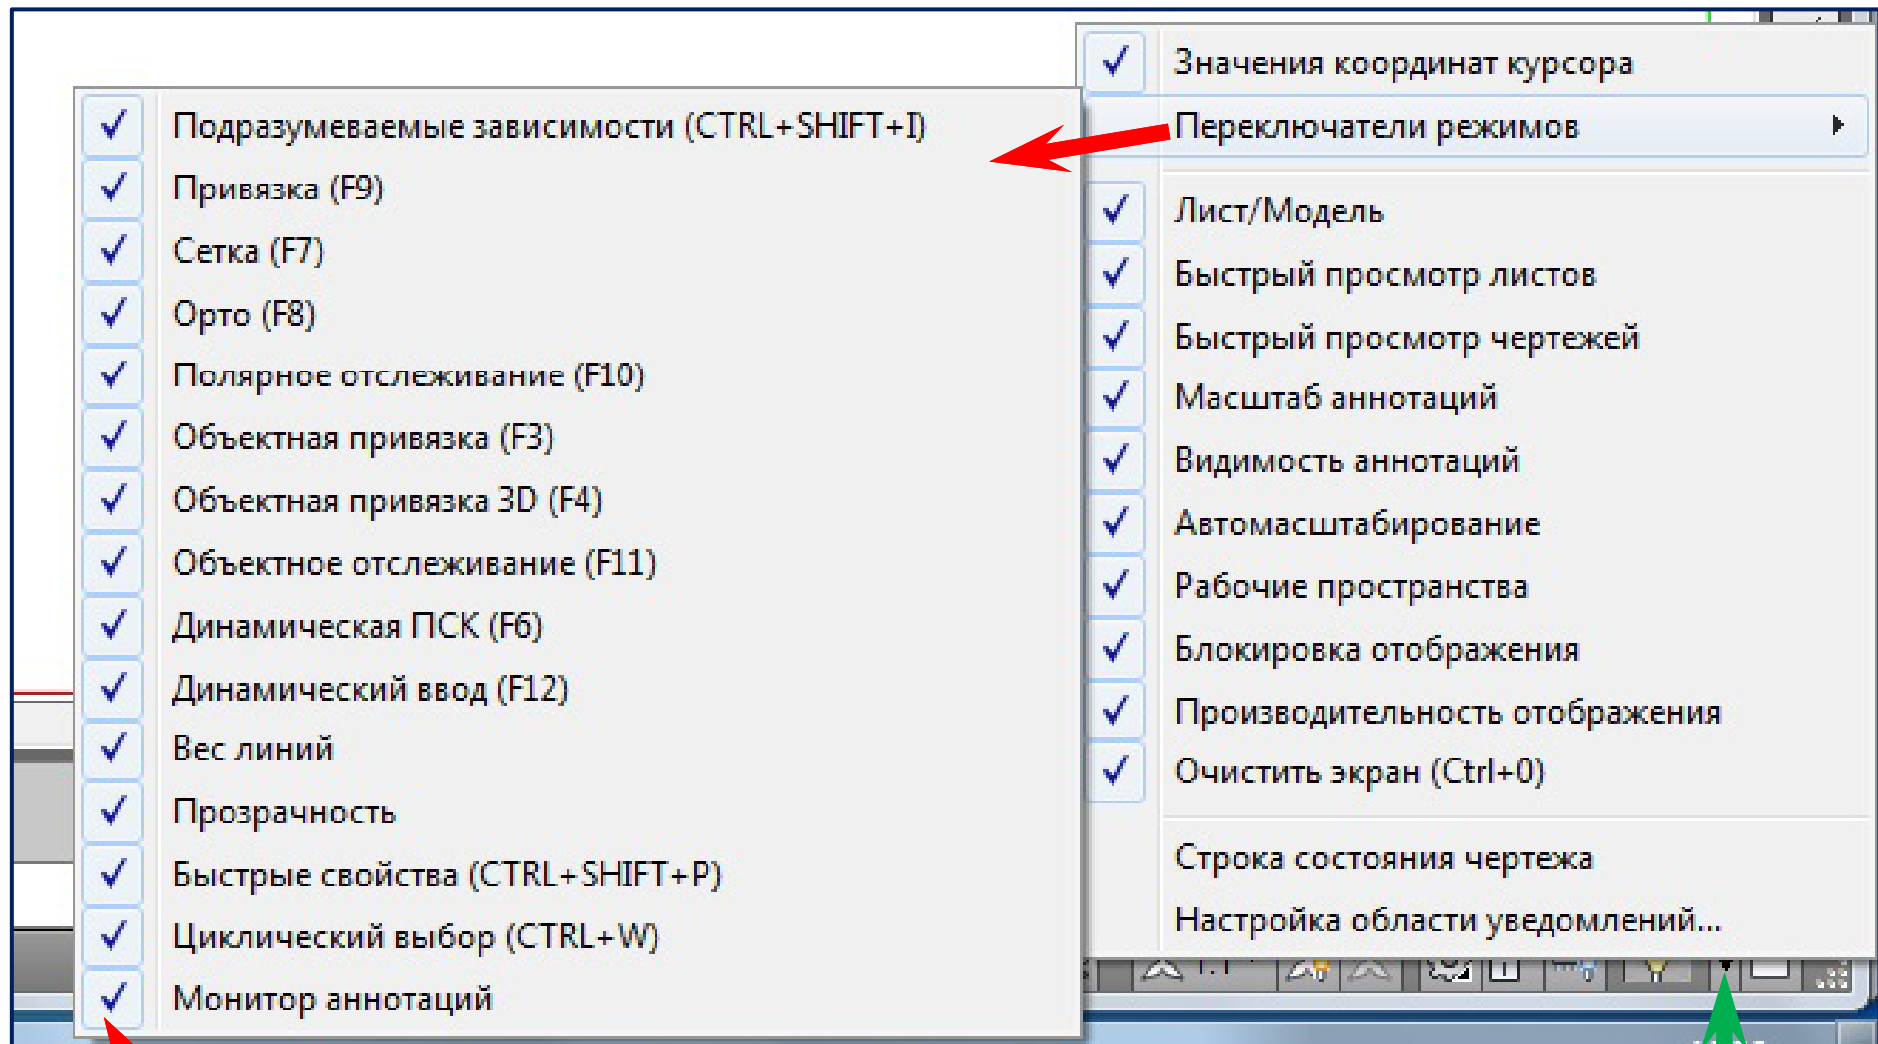 Значения координат курсора
Переключатели режимов
Лист/Модель
Быстрый просмотр листов
Быстрый просмотр чертежей
Масштаб аннотаций
Видимость аннотаций
Автомасштабирование
Рабочие пространства
Блокировка отображения
Производительность отображения
Очистить экран (Ctrl+0)
Строка состояния чертежа
Настройка области уведомлений...
Подразумеваемые зависимости (CTRL+SHIFT+I)
Привязка (F9)
Сетка (F7)
Орто (F8)
Полярное отслеживание (F10)
Объектная привязка (F3)
Объектная привязка 3D (F4)
Объектное отслеживание (F11)
Динамическая ПСК (F6)
Динамический ввод (F12)
Вес линий
Прозрачность
Быстрые свойства (CTRL+SHIFT+P)
Циклический выбор (CTRL+W)
Монитор аннотаций